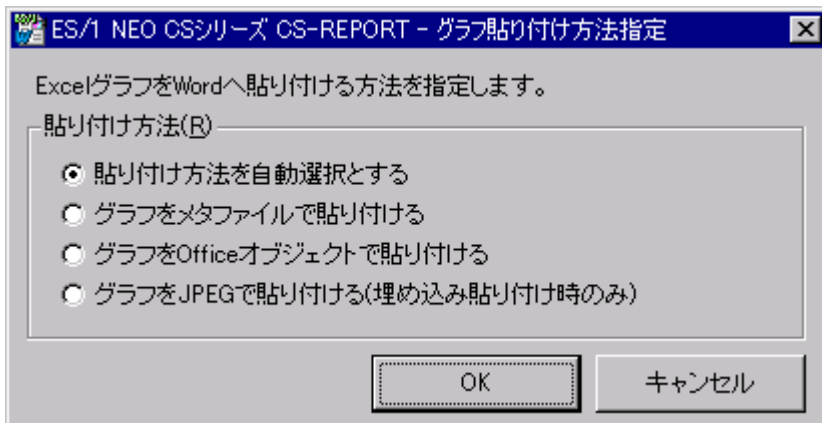 ES/1 NEO CSシリーズ CS-REPORT - グラフ貼り付け方法指定
ExcelグラフをWordへ貼り付ける方法を指定します。
貼り付け方法(R)
貼り付け方法を自動選択とする
グラフをメタファイルで貼り付ける
グラフをOfficeオブジェクトで貼り付ける
グラフをJPEGで貼り付ける(埋め込み貼り付け時のみ)
OK キャンセル